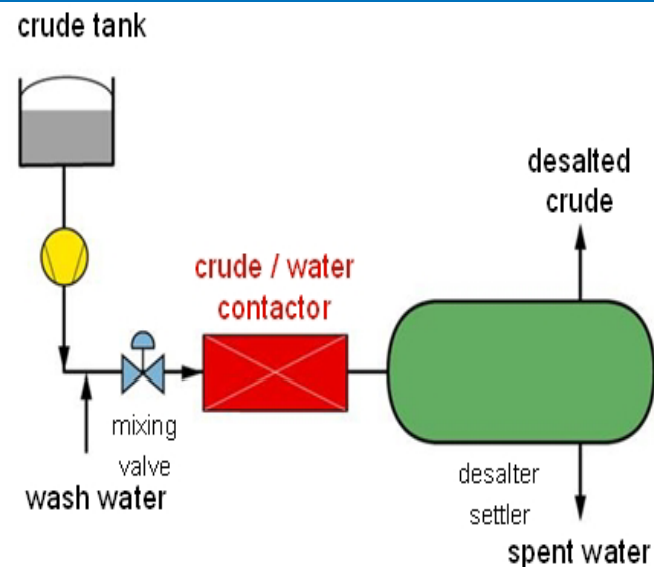 crude tank
desalted
crude
crude / water
contactor
mixing
valve
wash water
desalter
settler
spent water